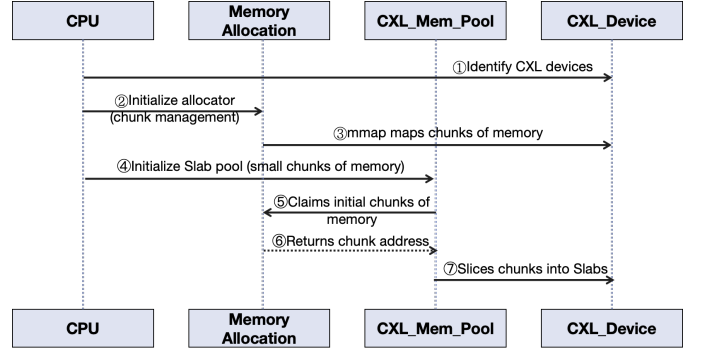 CPU
Memory
Allocation
CXL_Mem_Pool
CXL_Device
①Identify CXL devices
②Initialize allocator
(chunk management)
③mmap maps chunks of memory
④Initialize Slab pool (small chunks of memory)
⑤Claims initial chunks of
memory
⑥Returns chunk address
⑦Slices chunks into Slabs
CPU
Memory
Allocation
CXL_Mem_Pool
CXL_Device